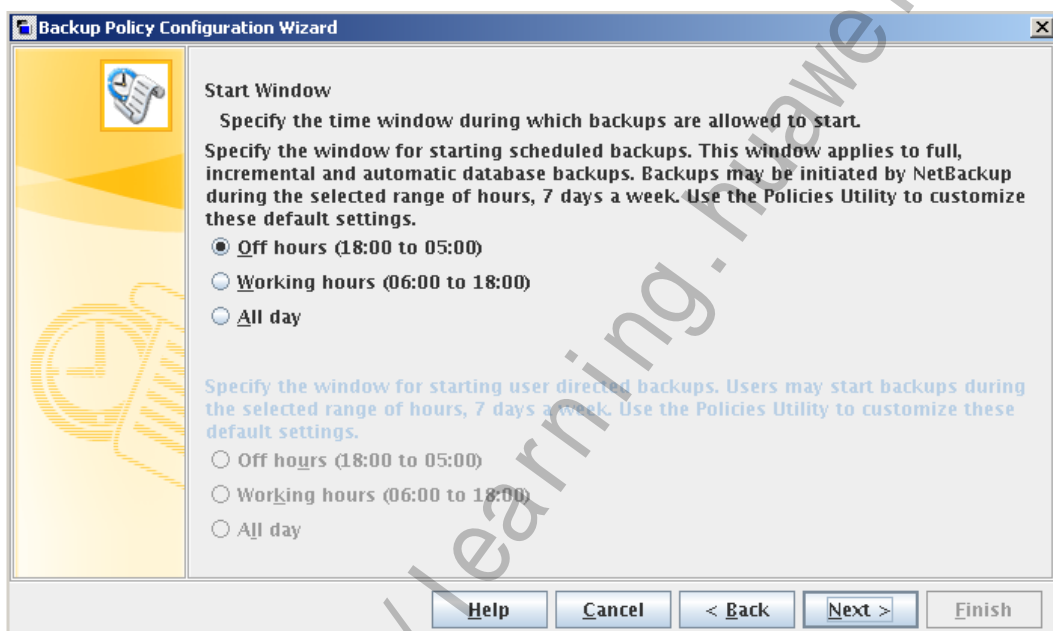 Backup Policy Configuration Wizard
Start Window
Specify the time window during which backups are allowed to start.
Specify the window for starting scheduled backups. This window applies to full,
incremental and automatic database backups. Backups may be initiated by NetBackup
during the selected range of hours, 7 days a week. Use the Policies Utility to customize
these default settings.
Off hours (18:00 to 05:00)
Working hours (06:00 to 18:00)
All day
Specify the window for starting user directed backups. Users may start backups during
the selected range of hours, 7 days a week. Use the Policies Utility to customize these
default settings.
Off hours (18:00 to 05:00)
Working hours (06:00 to 18:00)
All day
Help Cancel < Back Next > Finish
/learning.huawe